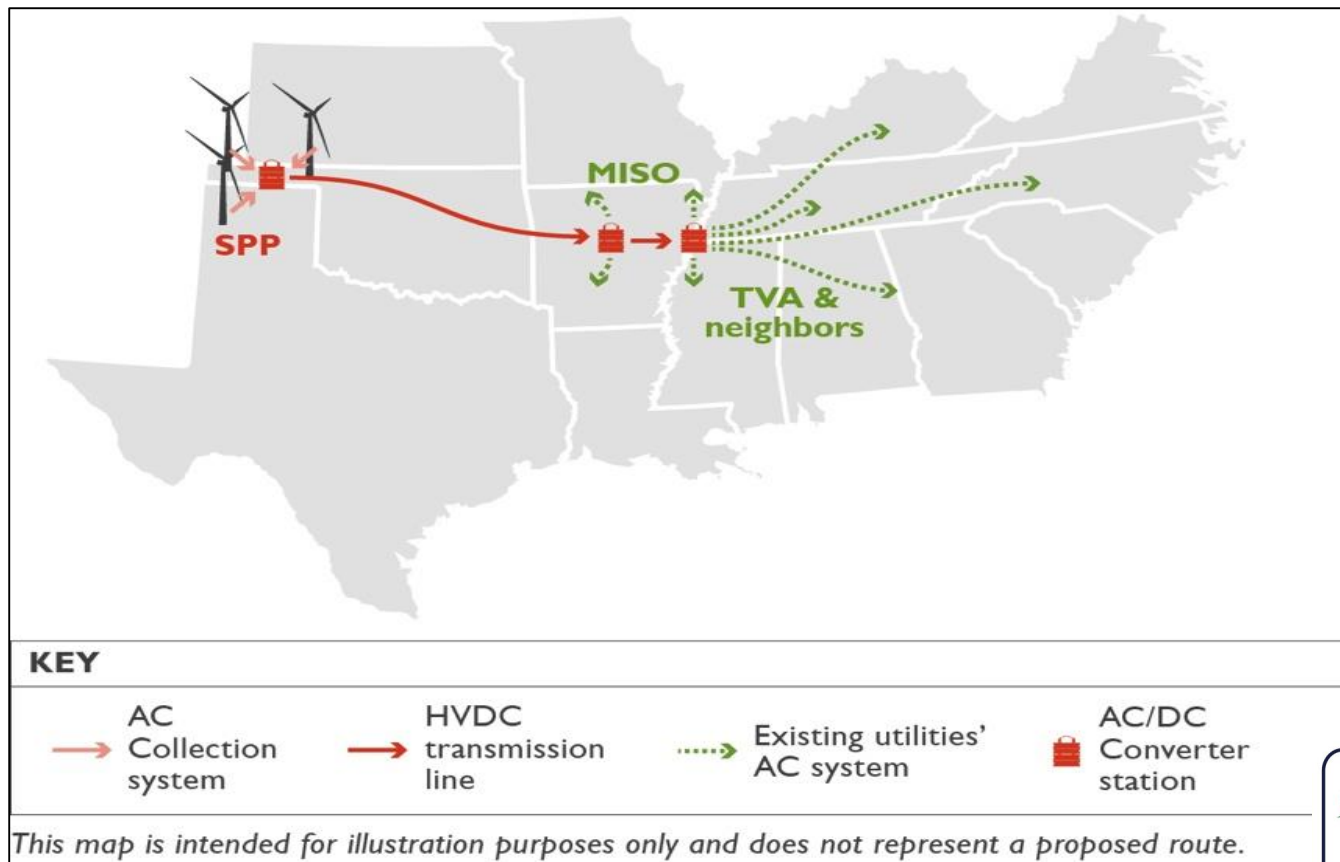 MISO
SPP
TVA &
neighbors
KEY
AC
Collection
system
HVDC
transmission
line
Existing utilities’
AC system
AC/DC
Converter
station
This map is intended for illustration purposes only and does not represent a proposed route.